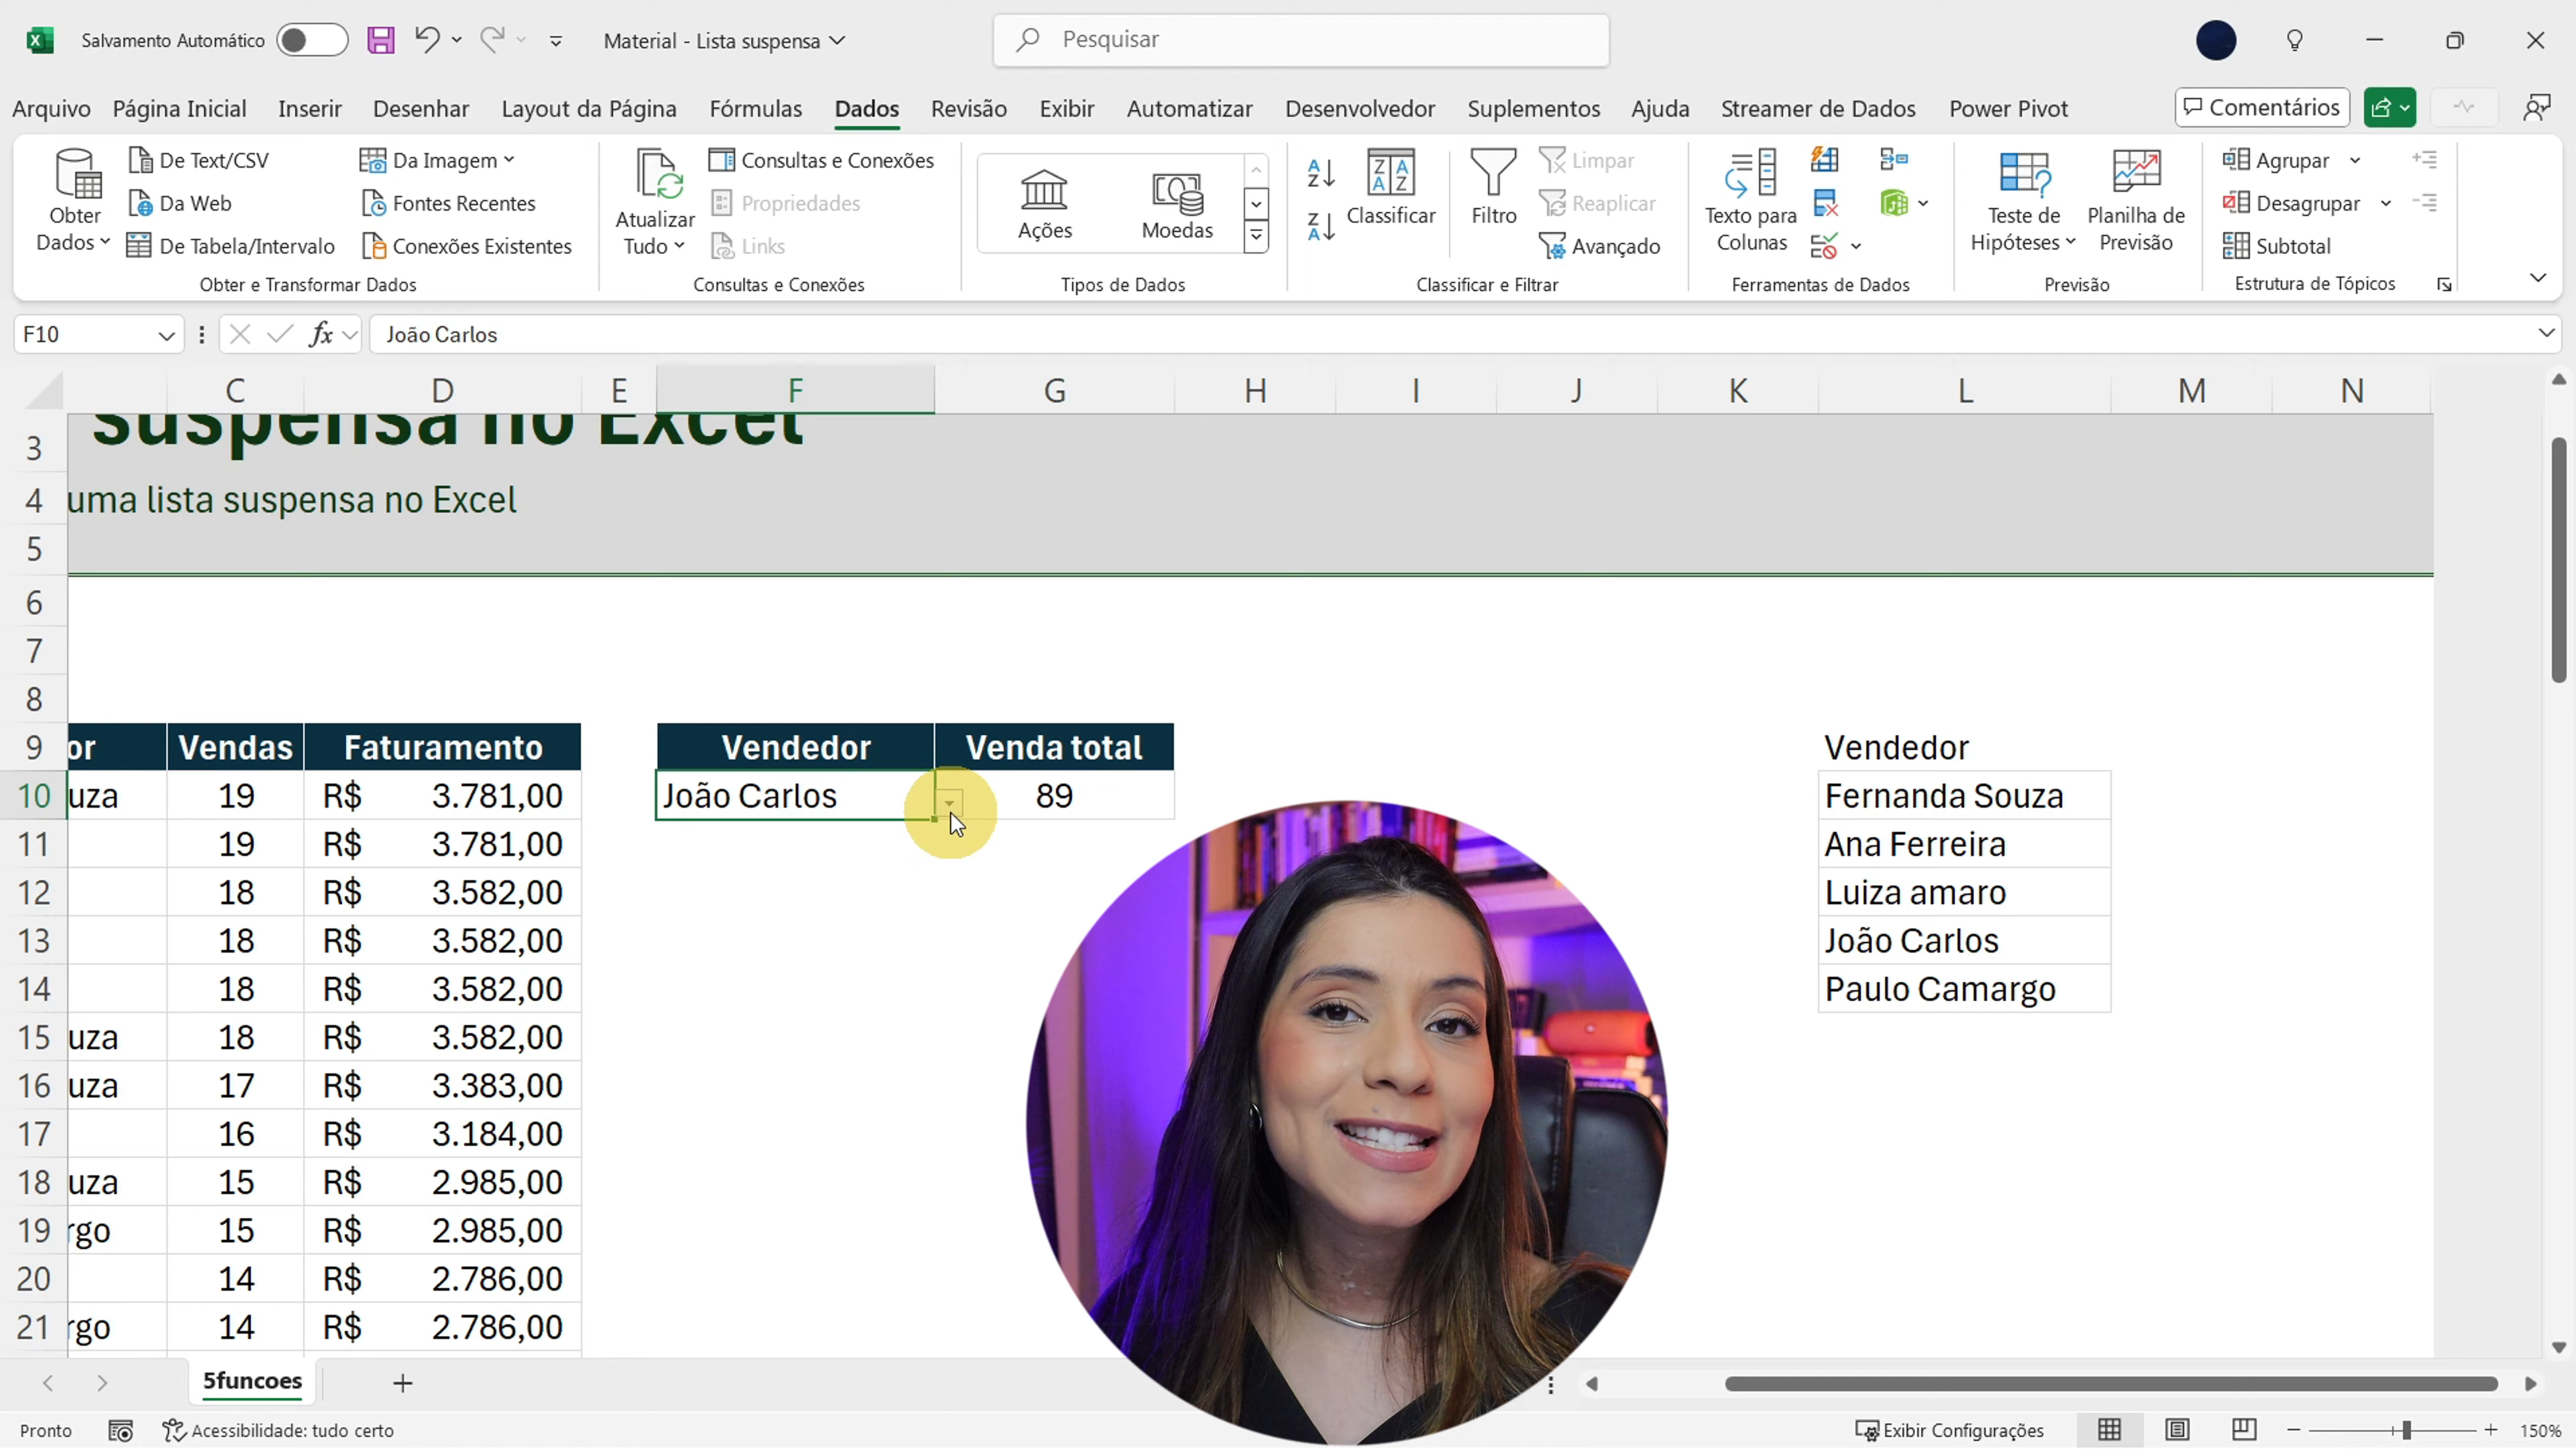 Salvamento Automático
Material - Lista suspensa
Pesquisar
Arquivo Página Inicial Inserir Desenhar Layout da Página Fórmulas Dados Revisão Exibir Automatizar Desenvolvedor Suplementos Ajuda Streamer de Dados Power Pivot Comentários
Obter Dados
De Text/CSV
Da Web
De Tabela/Intervalo
Da Imagem
Fontes Recentes
Conexões Existentes
Obter e Transformar Dados
Atualizar Tudo
Consultas e Conexões
Propriedades
Links
Consultas e Conexões
Ações
Moedas
Tipos de Dados
Classificar
Filtro
Limpar
Reaplicar
Avançado
Classificar e Filtrar
Texto para Colunas
Ferramentas de Dados
Teste de Hipóteses
Planilha de Previsão
Previsão
Agrupar
Desagrupar
Subtotal
Estrutura de Tópicos
F10 fx João Carlos
C D E F G H I J K L M N
3 suspensa no Excel
4 uma lista suspensa no Excel
5
6
7
8
9 or Vendas Faturamento Vendedor Venda total Vendedor
10 uza 19 R$ 3.781,00 João Carlos 89 Fernanda Souza
11 19 R$ 3.781,00 Ana Ferreira
12 18 R$ 3.582,00 Luiza amaro
13 18 R$ 3.582,00 João Carlos
14 18 R$ 3.582,00 Paulo Camargo
15 uza 18 R$ 3.582,00
16 uza 17 R$ 3.383,00
17 16 R$ 3.184,00
18 uza 15 R$ 2.985,00
19 rgo 15 R$ 2.985,00
20 14 R$ 2.786,00
21 rgo 14 R$ 2.786,00
5funcoes
Pronto Acessibilidade: tudo certo Exibir Configurações 150%